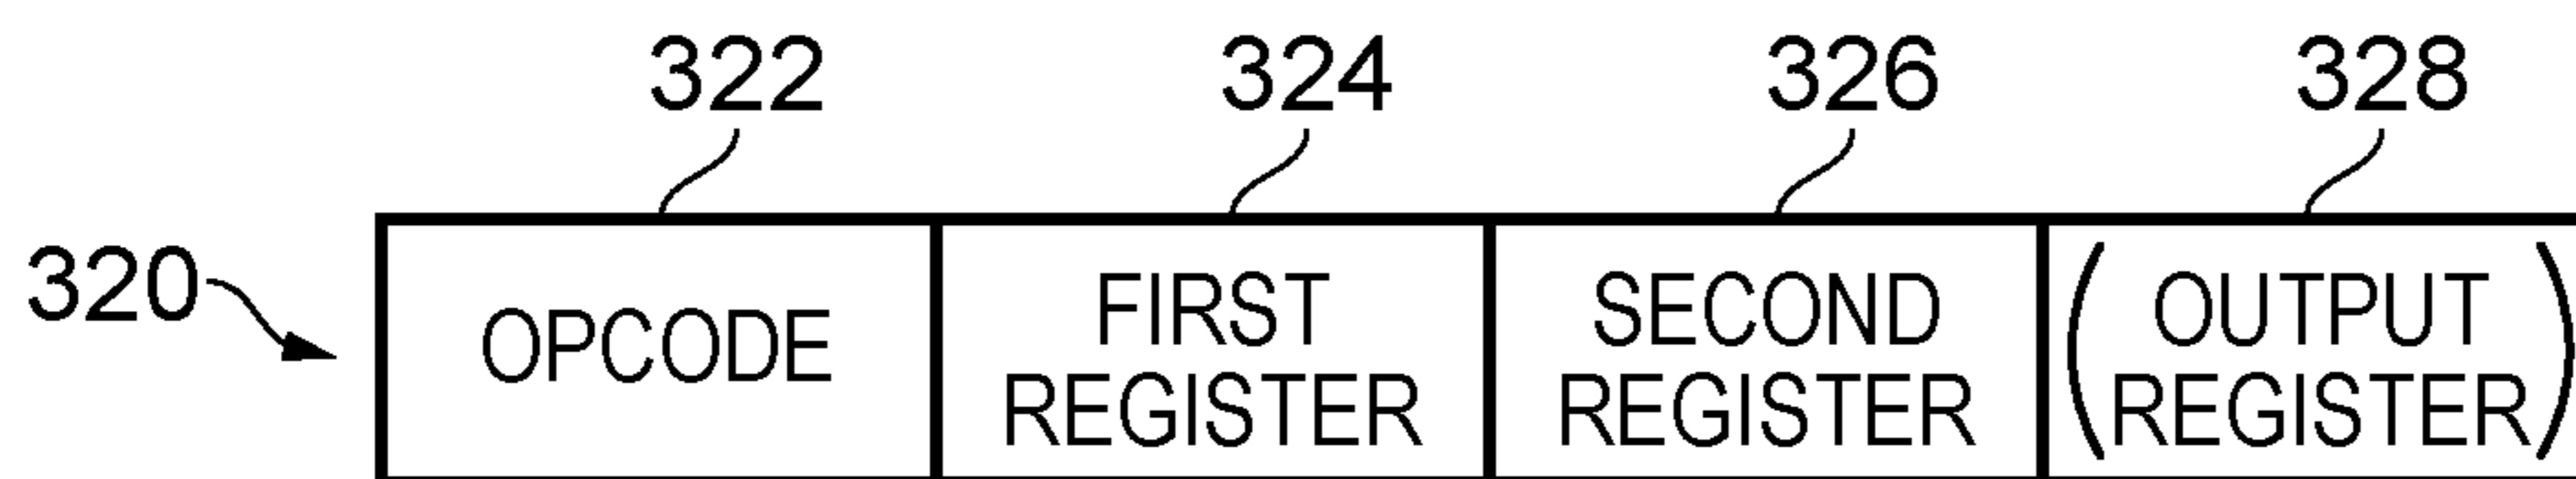 322 324 326 328
320
OPCODE
FIRST
REGISTER
SECOND
REGISTER
(OUTPUT
REGISTER)